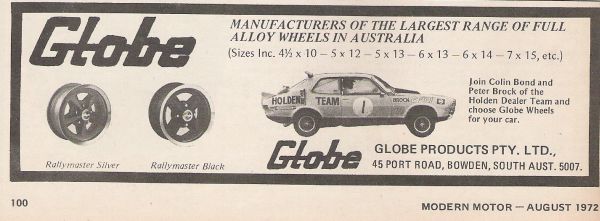 Globe
MANUFACTURERS OF THE LARGEST RANGE OF FULL
ALLOY WHEELS IN AUSTRALIA
(Sizes Inc. 4½ x 10 — 5 x 12 — 5 x 13 — 6 x 13 — 6 x 14 — 7 x 15, etc.)
Rallymaster Silver
Rallymaster Black
HOLDEN TEAM 1 BROCK
Join Colin Bond and
Peter Brock of the
Holden Dealer Team and
choose Globe Wheels
for your car.
Globe
GLOBE PRODUCTS PTY. LTD.,
45 PORT ROAD, BOWDEN, SOUTH AUST. 5007.
100
MODERN MOTOR — AUGUST 1972